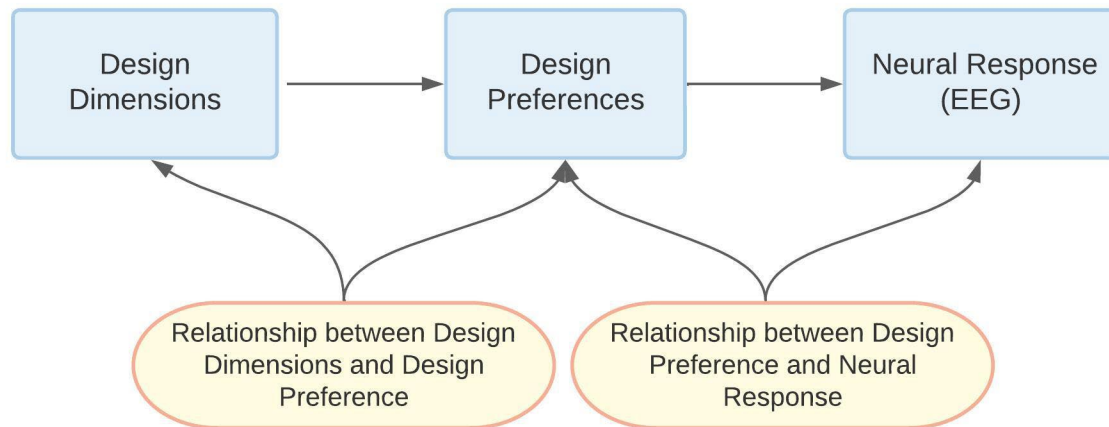 Design
Dimensions
Design
Preferences
Neural Response
(EEG)
Relationship between Design
Dimensions and Design
Preference
Relationship between Design
Preference and Neural
Response